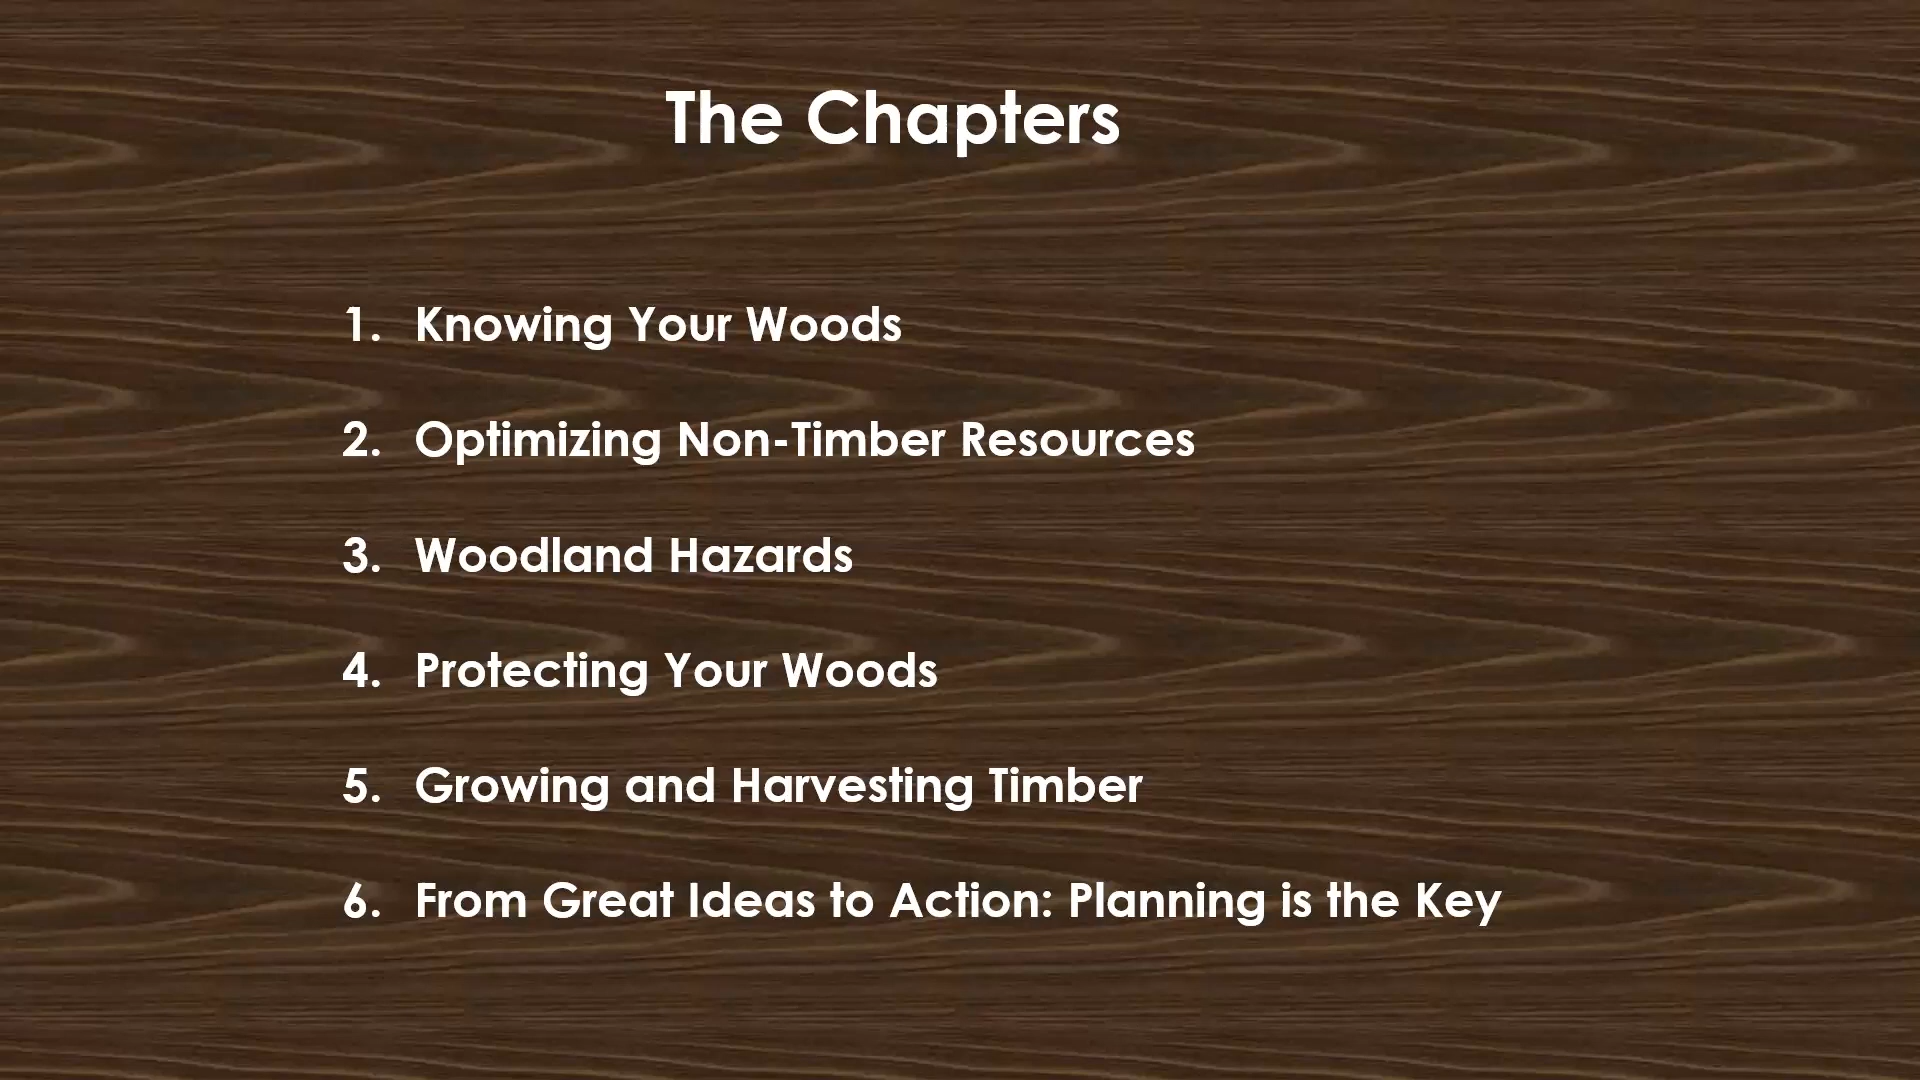 The Chapters
1. Knowing Your Woods
2. Optimizing Non-Timber Resources
3. Woodland Hazards
4. Protecting Your Woods
5. Growing and Harvesting Timber
6. From Great Ideas to Action: Planning is the Key